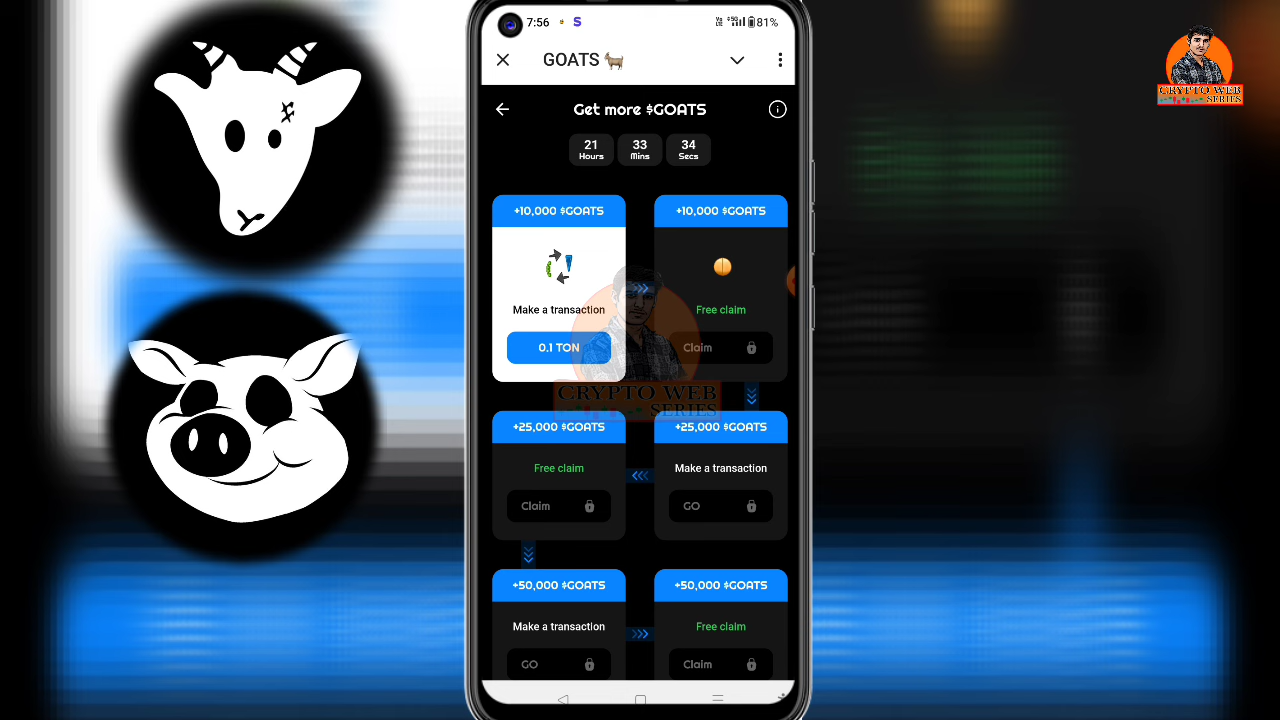 7:56
S
81%
GOATS
Get more $GOATS
21 33 34
Hours Mins Secs
+10,000 $GOATS +10,000 $GOATS
Make a transaction Free claim
0.1 TON Claim
+25,000 $GOATS +25,000 $GOATS
Free claim Make a transaction
Claim GO
+50,000 $GOATS +50,000 $GOATS
Make a transaction Free claim
GO Claim
CRYPTO WEB
SERIES
CRYPTO WEB
SERIES